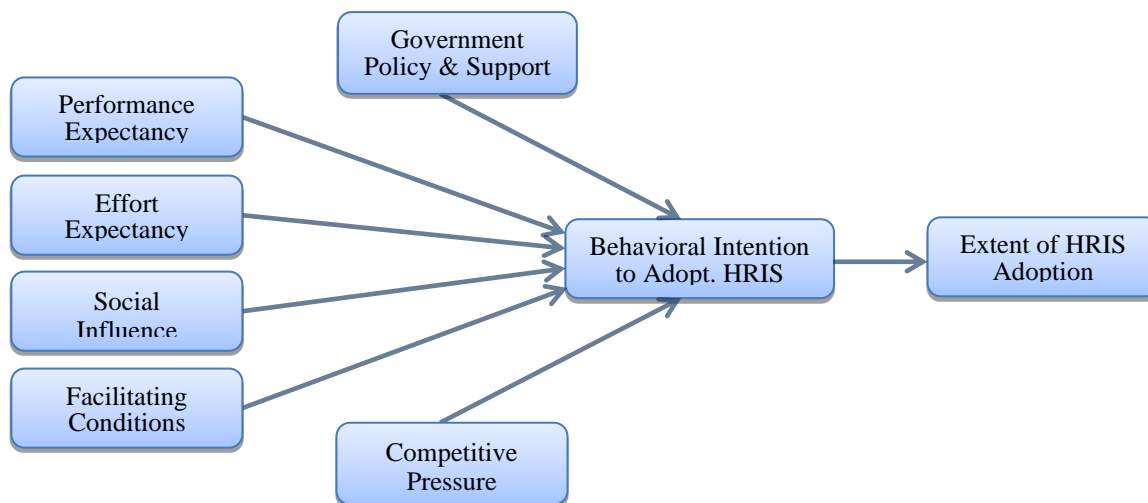 Government
Policy & Support
Performance
Expectancy
Effort
Expectancy
Social
Influence
Facilitating
Conditions
Competitive
Pressure
Behavioral Intention
to Adopt. HRIS
Extent of HRIS
Adoption